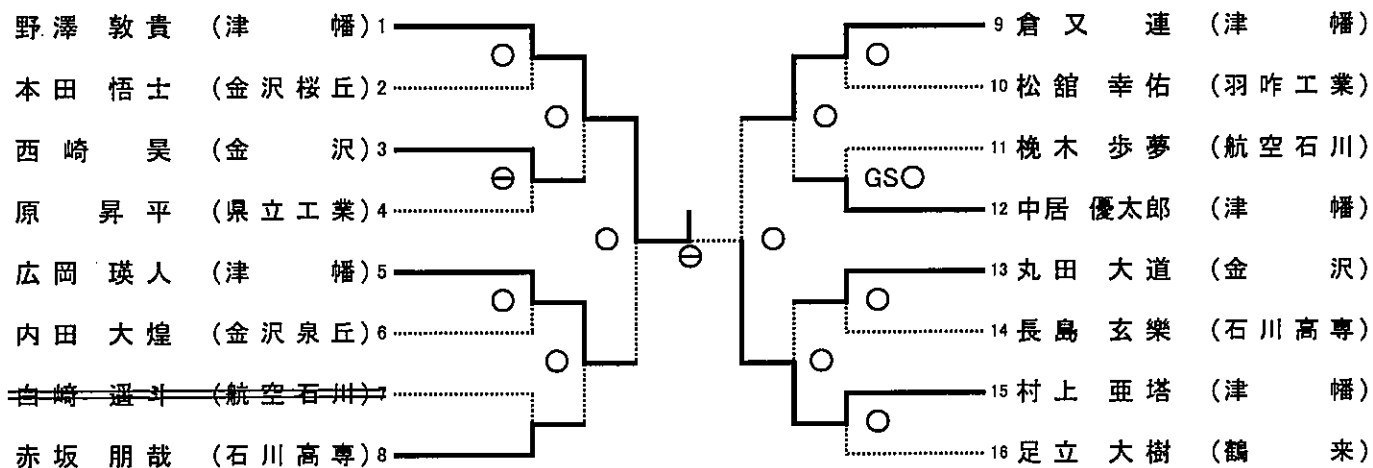 野澤 敦貴 (津 幡) 1
本田 悟士 (金沢桜丘) 2
西崎 昊 (金 沢) 3
原 昇平 (県立工業) 4
広岡 瑛人 (津 幡) 5
内田 大煌 (金沢泉丘) 6
白崎 遥斗 (航空石川) 7
赤坂 朋哉 (石川高専) 8
9 倉又 連 (津 幡)
10 松舘 幸佑 (羽咋工業)
11 桃木 歩夢 (航空石川)
GS○
12 中居 優太郎 (津 幡)
13 丸田 大道 (金 沢)
14 長島 玄樂 (石川高専)
15 村上 亜塔 (津 幡)
16 足立 大樹 (鶴 来)